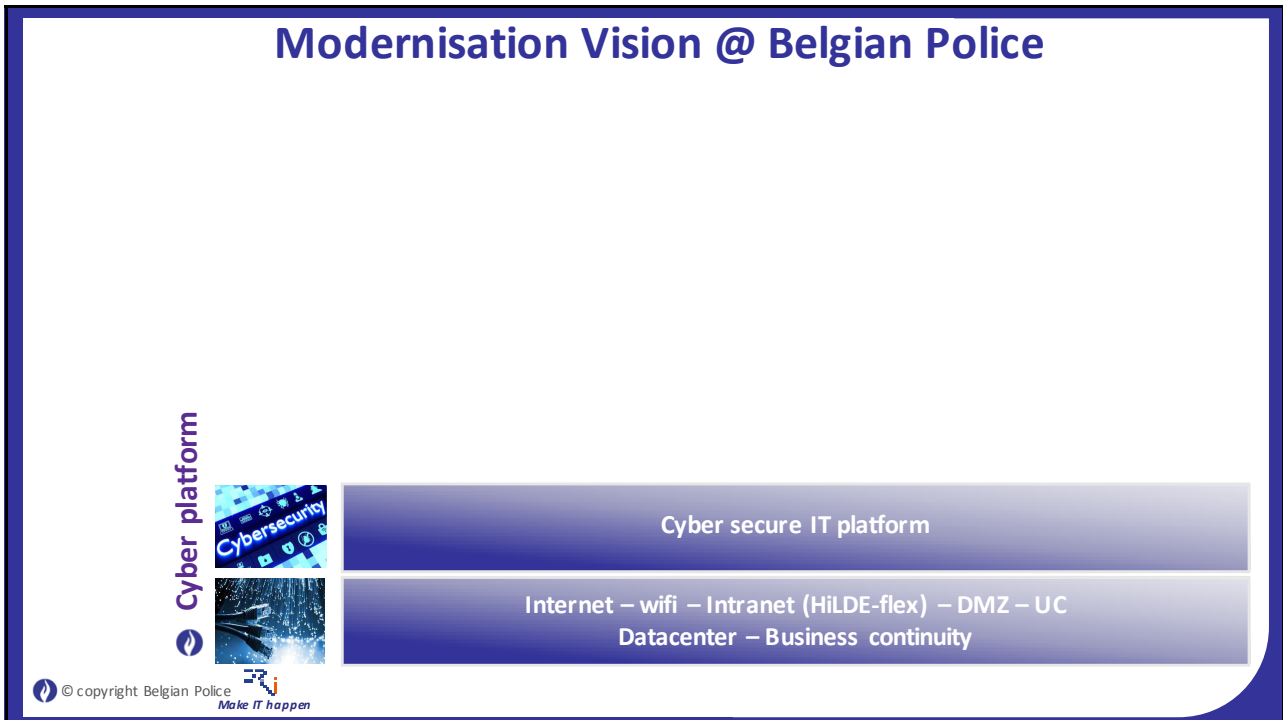 Modernisation Vision @ Belgian Police
Cyber platform
Cybersecurity
Cyber secure IT platform
Internet – wifi – Intranet (HiLDE-flex) – DMZ – UC
Datacenter – Business continuity
© copyright Belgian Police
Make IT happen